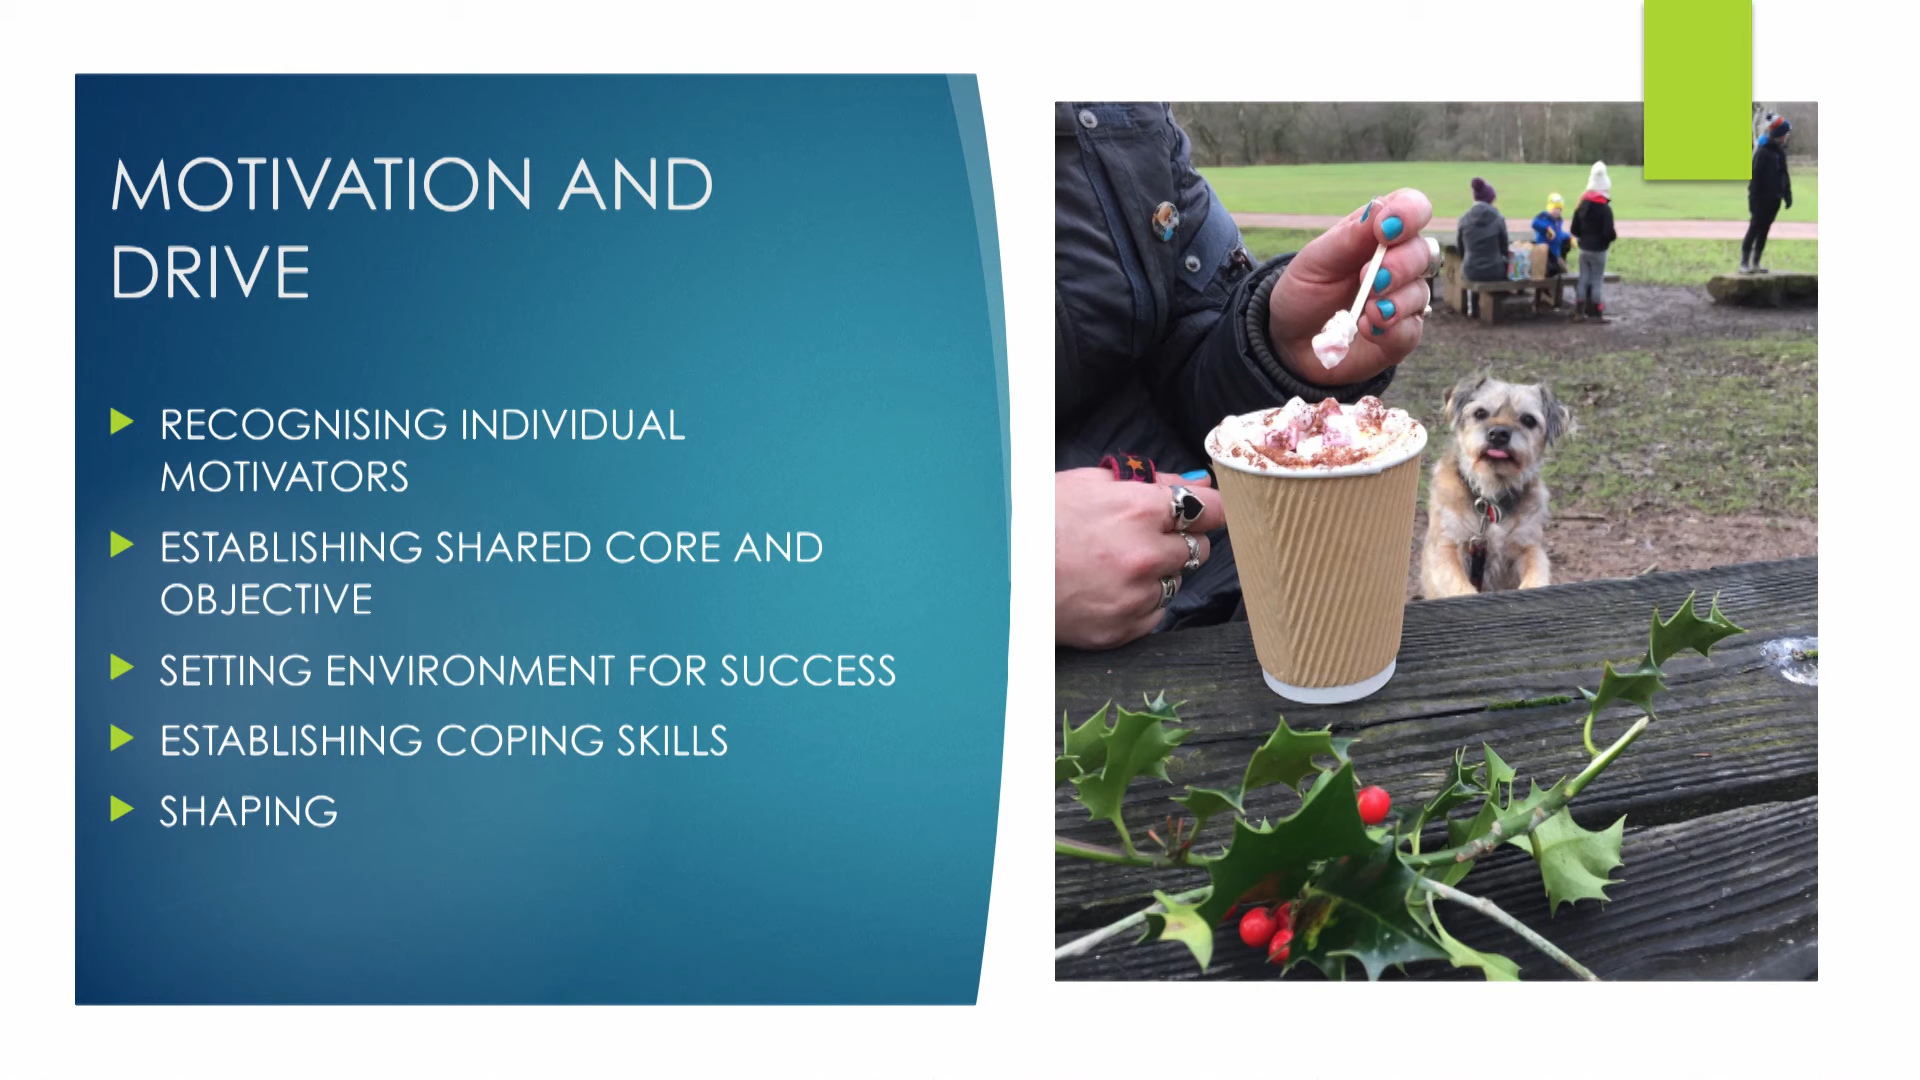 MOTIVATION AND
DRIVE
RECOGNISING INDIVIDUAL
MOTIVATORS
ESTABLISHING SHARED CORE AND
OBJECTIVE
SETTING ENVIRONMENT FOR SUCCESS
ESTABLISHING COPING SKILLS
SHAPING